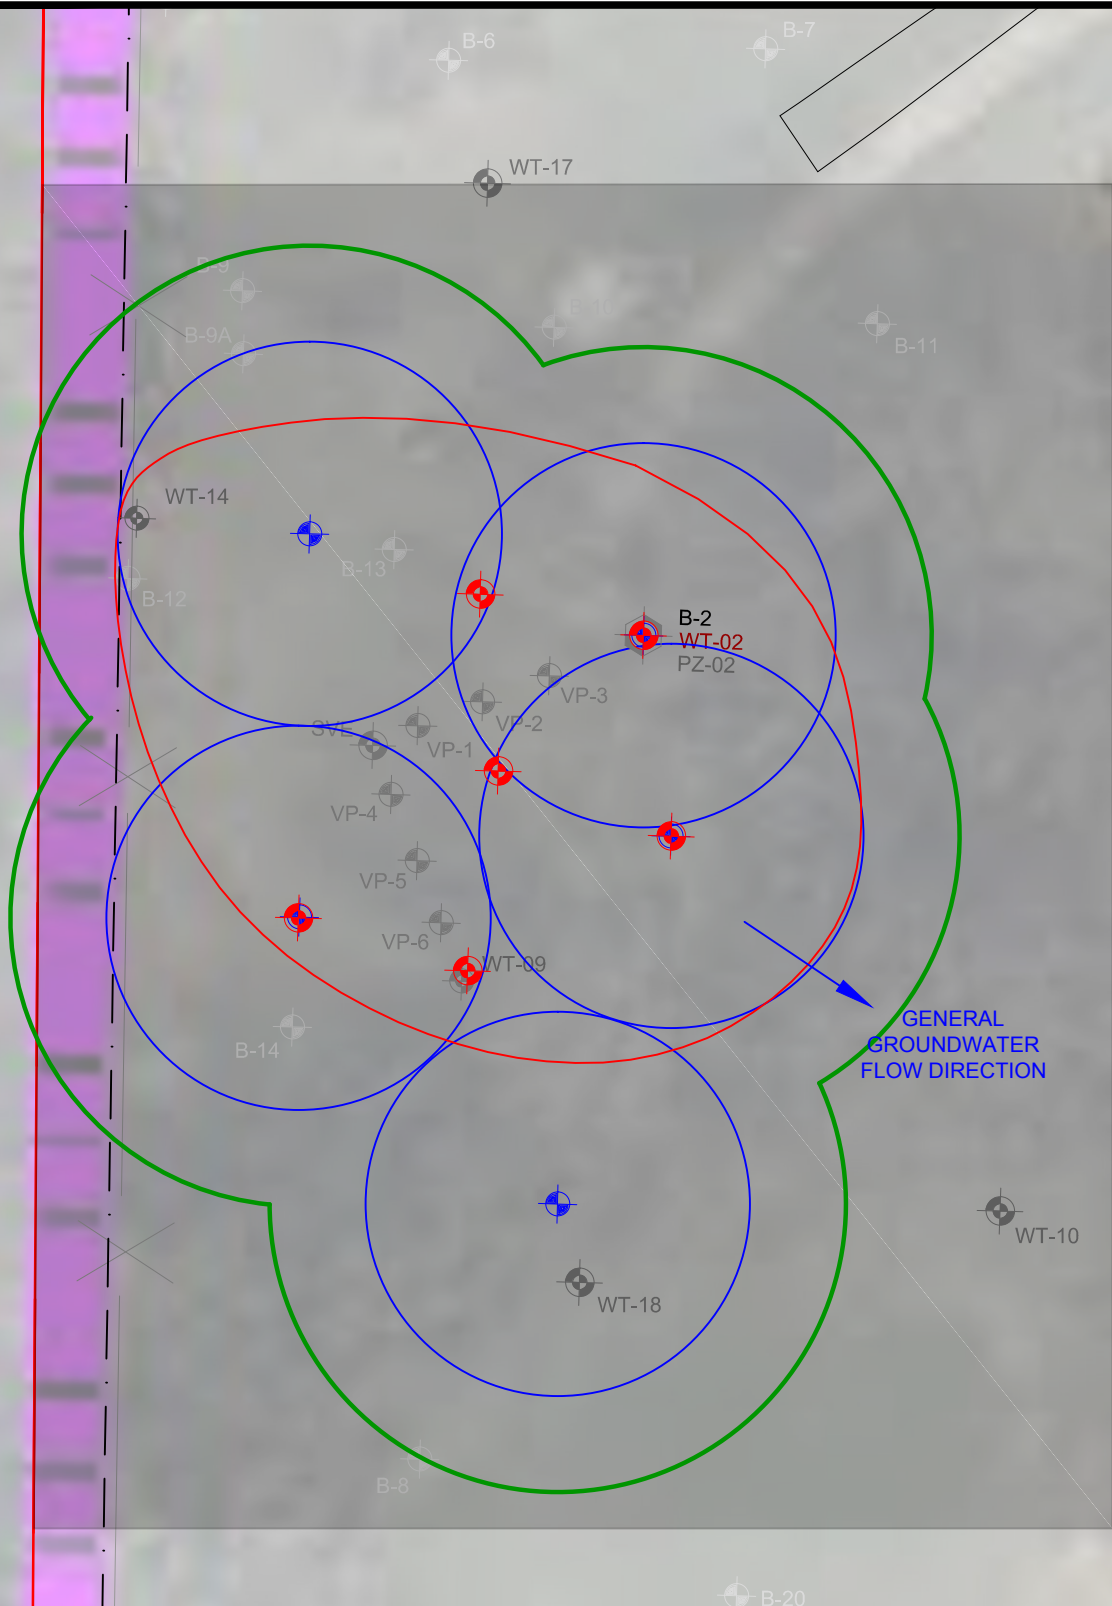 B-7
B-6
WT-17
B-9
B-10
B-9A
B-11
WT-14
B-13
B-12
B-2
WT-02
PZ-02
VP-3
VP-2
SVE
VP-1
VP-4
VP-5
VP-6
WT-09
GENERAL
GROUNDWATER
FLOW DIRECTION
B-14
WT-10
WT-18
B-8
B-20